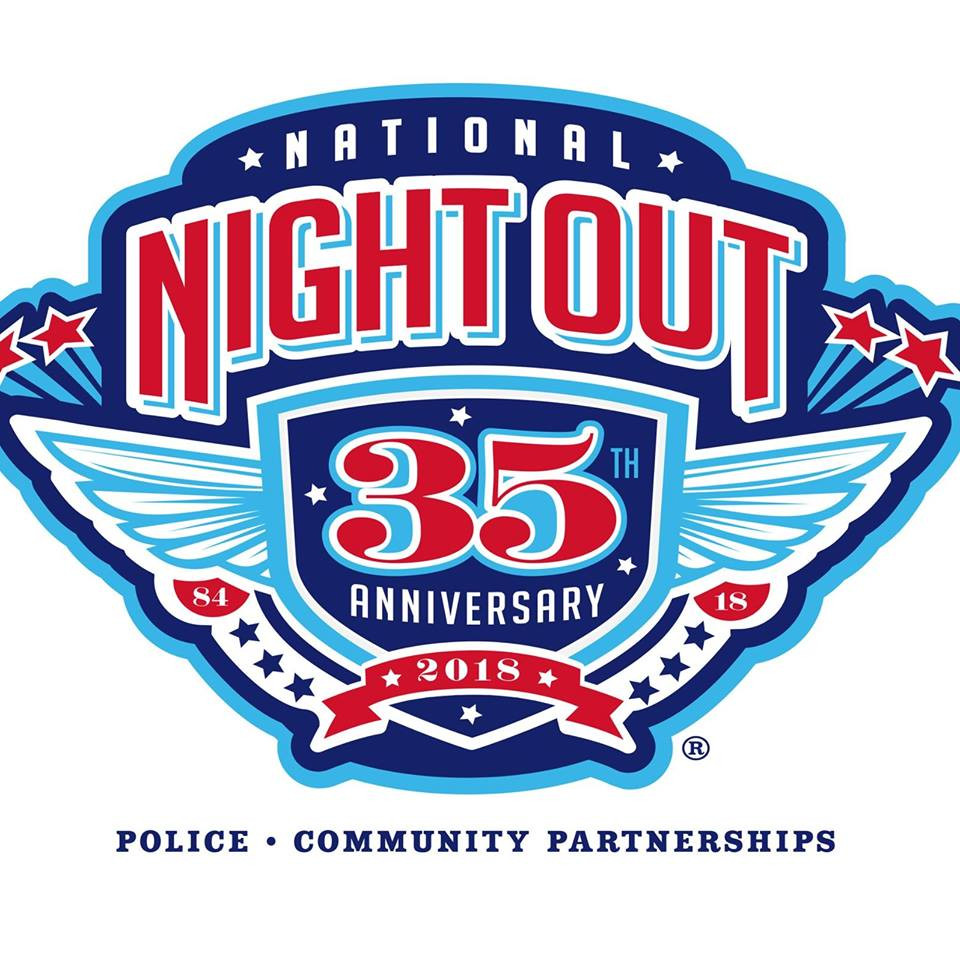 NATIONAL
NIGHT OUT
35TH
ANNIVERSARY
84
18
2018
®
POLICE • COMMUNITY PARTNERSHIPS